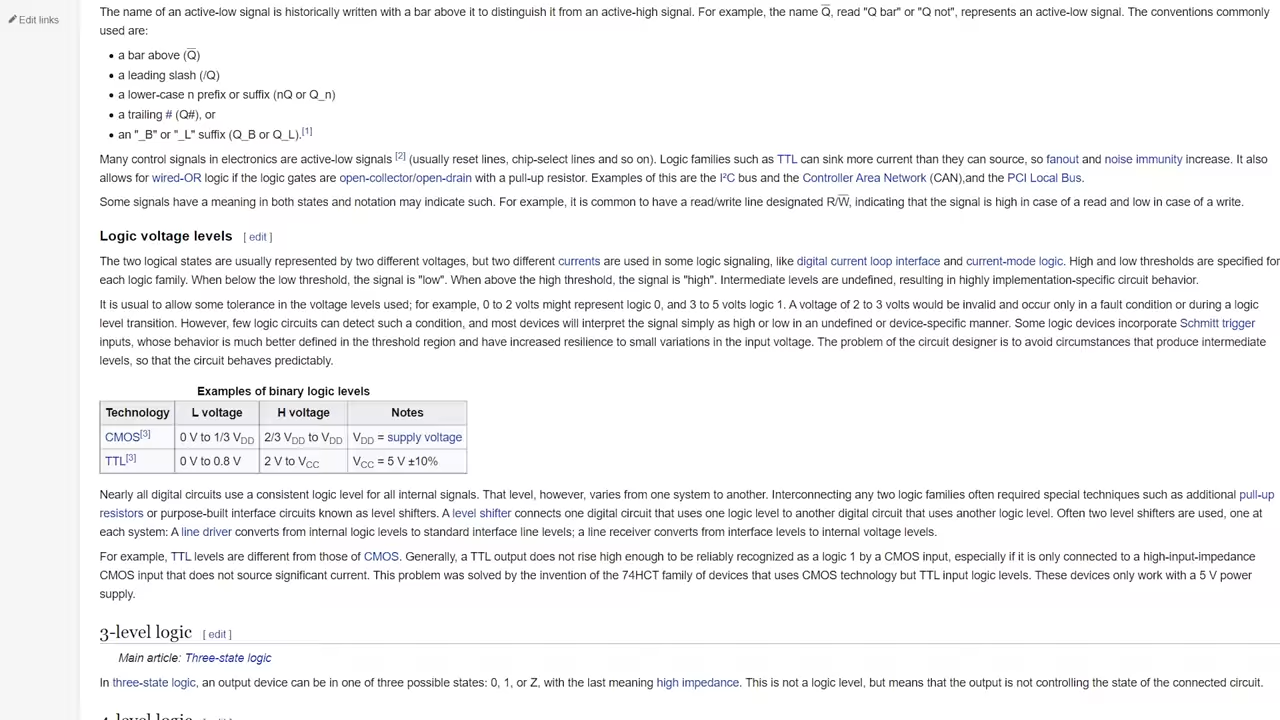 Edit links
The name of an active-low signal is historically written with a bar above it to distinguish it from an active-high signal. For example, the name Q̅, read "Q bar" or "Q not", represents an active-low signal. The conventions commonly
used are:
• a bar above (Q̅)
• a leading slash (/Q)
• a lower-case n prefix or suffix (nQ or Q_n)
• a trailing # (Q#), or
• an "_B" or "_L" suffix (Q_B or Q_L).[1]
Many control signals in electronics are active-low signals [2] (usually reset lines, chip-select lines and so on). Logic families such as TTL can sink more current than they can source, so fanout and noise immunity increase. It also
allows for wired-OR logic if the logic gates are open-collector/open-drain with a pull-up resistor. Examples of this are the I²C bus and the Controller Area Network (CAN),and the PCI Local Bus.
Some signals have a meaning in both states and notation may indicate such. For example, it is common to have a read/write line designated R/W̅, indicating that the signal is high in case of a read and low in case of a write.
Logic voltage levels [ edit ]
The two logical states are usually represented by two different voltages, but two different currents are used in some logic signaling, like digital current loop interface and current-mode logic. High and low thresholds are specified for
each logic family. When below the low threshold, the signal is "low". When above the high threshold, the signal is "high". Intermediate levels are undefined, resulting in highly implementation-specific circuit behavior.
It is usual to allow some tolerance in the voltage levels used; for example, 0 to 2 volts might represent logic 0, and 3 to 5 volts logic 1. A voltage of 2 to 3 volts would be invalid and occur only in a fault condition or during a logic
level transition. However, few logic circuits can detect such a condition, and most devices will interpret the signal simply as high or low in an undefined or device-specific manner. Some logic devices incorporate Schmitt trigger
inputs, whose behavior is much better defined in the threshold region and have increased resilience to small variations in the input voltage. The problem of the circuit designer is to avoid circumstances that produce intermediate
levels, so that the circuit behaves predictably.
Examples of binary logic levels
Technology L voltage H voltage Notes
CMOS[3] 0 V to 1/3 VDD 2/3 VDD to VDD VDD = supply voltage
TTL[3] 0 V to 0.8 V 2 V to VCC VCC = 5 V ±10%
Nearly all digital circuits use a consistent logic level for all internal signals. That level, however, varies from one system to another. Interconnecting any two logic families often required special techniques such as additional pull-up
resistors or purpose-built interface circuits known as level shifters. A level shifter connects one digital circuit that uses one logic level to another digital circuit that uses another logic level. Often two level shifters are used, one at
each system: A line driver converts from internal logic levels to standard interface line levels; a line receiver converts from interface levels to internal voltage levels.
For example, TTL levels are different from those of CMOS. Generally, a TTL output does not rise high enough to be reliably recognized as a logic 1 by a CMOS input, especially if it is only connected to a high-input-impedance
CMOS input that does not source significant current. This problem was solved by the invention of the 74HCT family of devices that uses CMOS technology but TTL input logic levels. These devices only work with a 5 V power
supply.
3-level logic [ edit ]
Main article: Three-state logic
In three-state logic, an output device can be in one of three possible states: 0, 1, or Z, with the last meaning high impedance. This is not a logic level, but means that the output is not controlling the state of the connected circuit.
4-level logic